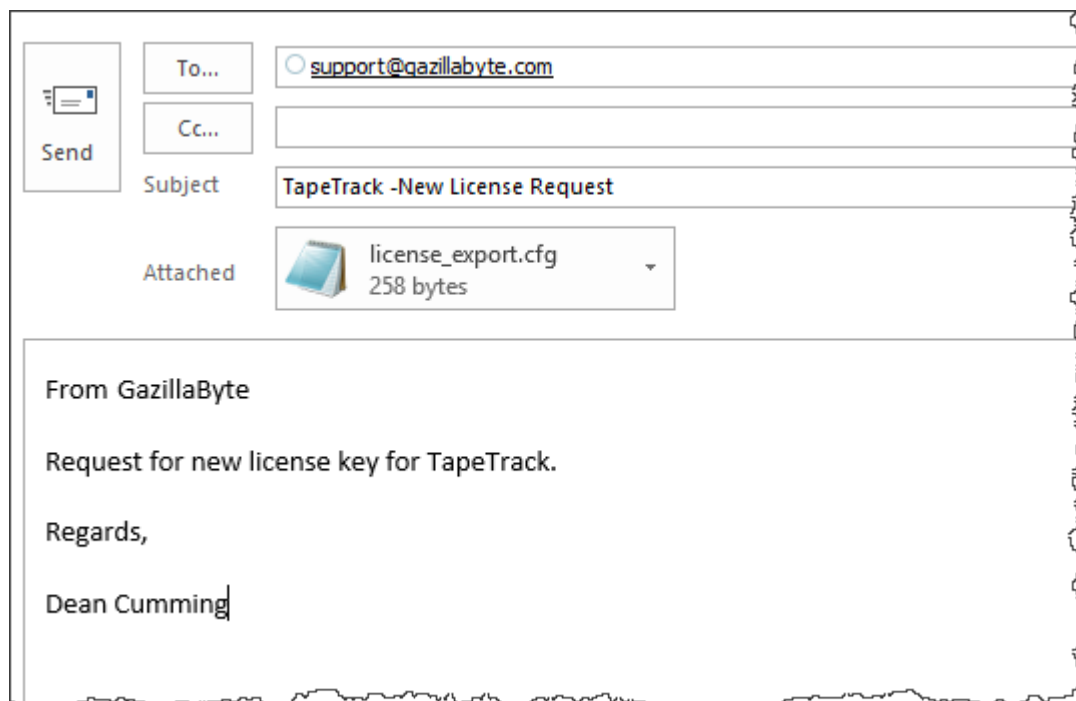 To...
support@gazillabyte.com
Cc...
Send
Subject
TapeTrack -New License Request
Attached
license_export.cfg
258 bytes
From GazillaByte
Request for new license key for TapeTrack.
Regards,
Dean Cumming